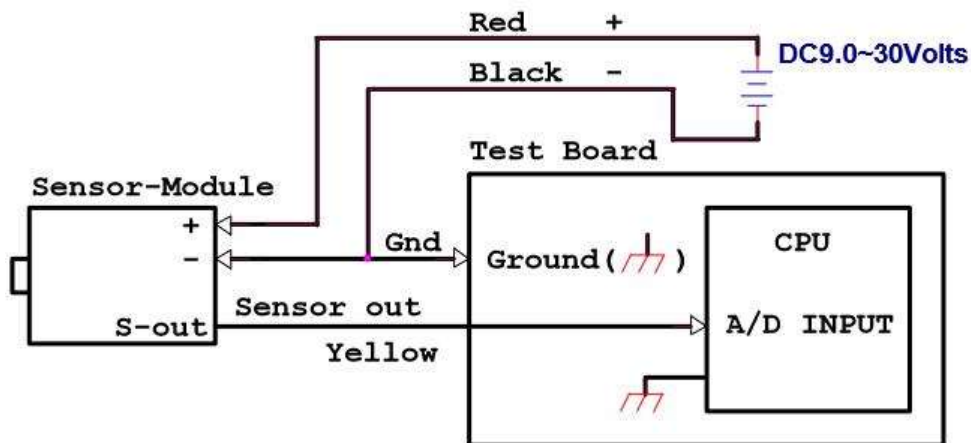 Red +
DC9.0~30Volts
Black -
Test Board
Sensor-Module
+
CPU
- Gnd
Ground( )
Sensor out
S-out
A/D INPUT
Yellow